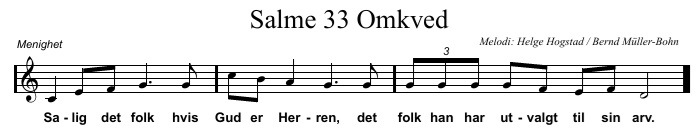 Salme 33 Omkved
Menighet
Melodi: Helge Hogstad / Bernd Müller-Bohn
3
Sa - lig det folk hvis Gud er Her - ren, det folk han har ut - valgt til sin arv.